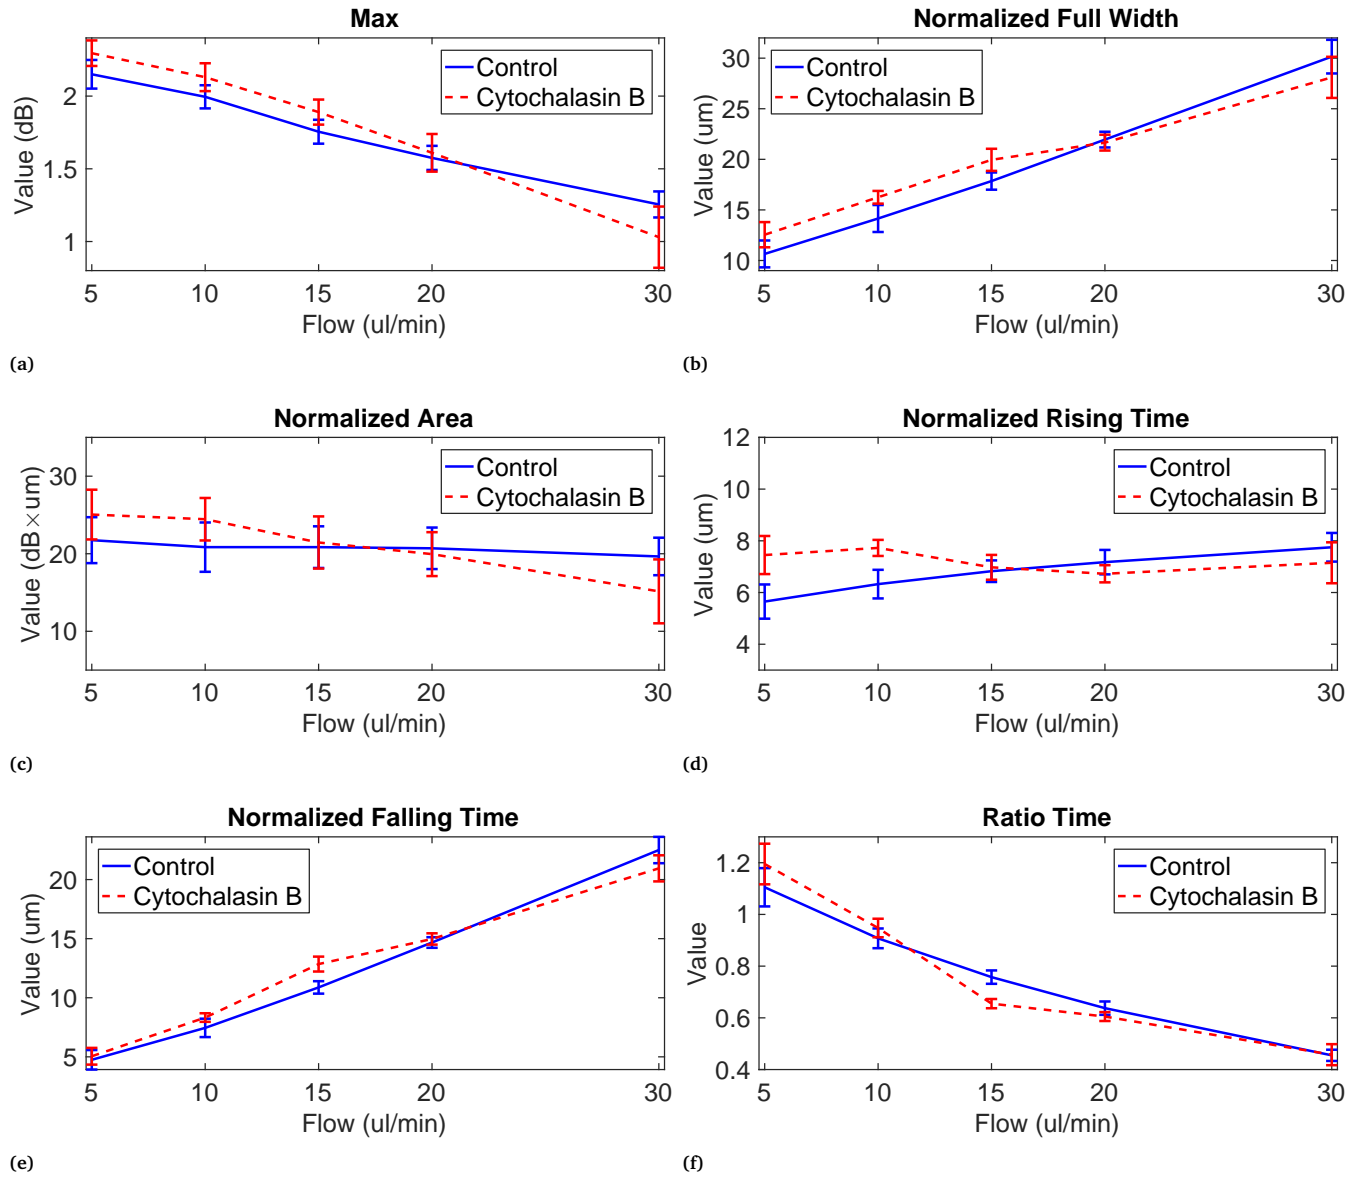 Max
Value (dB)
2
1.5
1
Control
Cytochalasin B
5 10 15 20 30
Flow (ul/min)
(a)
Normalized Full Width
Value (um)
30
25
20
15
10
Control
Cytochalasin B
5 10 15 20 30
Flow (ul/min)
(b)
Normalized Area
Value (dB×um)
30
20
10
Control
Cytochalasin B
5 10 15 20 30
Flow (ul/min)
(c)
Normalized Rising Time
Value (um)
12
10
8
6
4
Control
Cytochalasin B
5 10 15 20 30
Flow (ul/min)
(d)
Normalized Falling Time
Value (um)
20
15
10
5
Control
Cytochalasin B
5 10 15 20 30
Flow (ul/min)
(e)
Ratio Time
Value
1.2
1
0.8
0.6
0.4
Control
Cytochalasin B
5 10 15 20 30
Flow (ul/min)
(f)